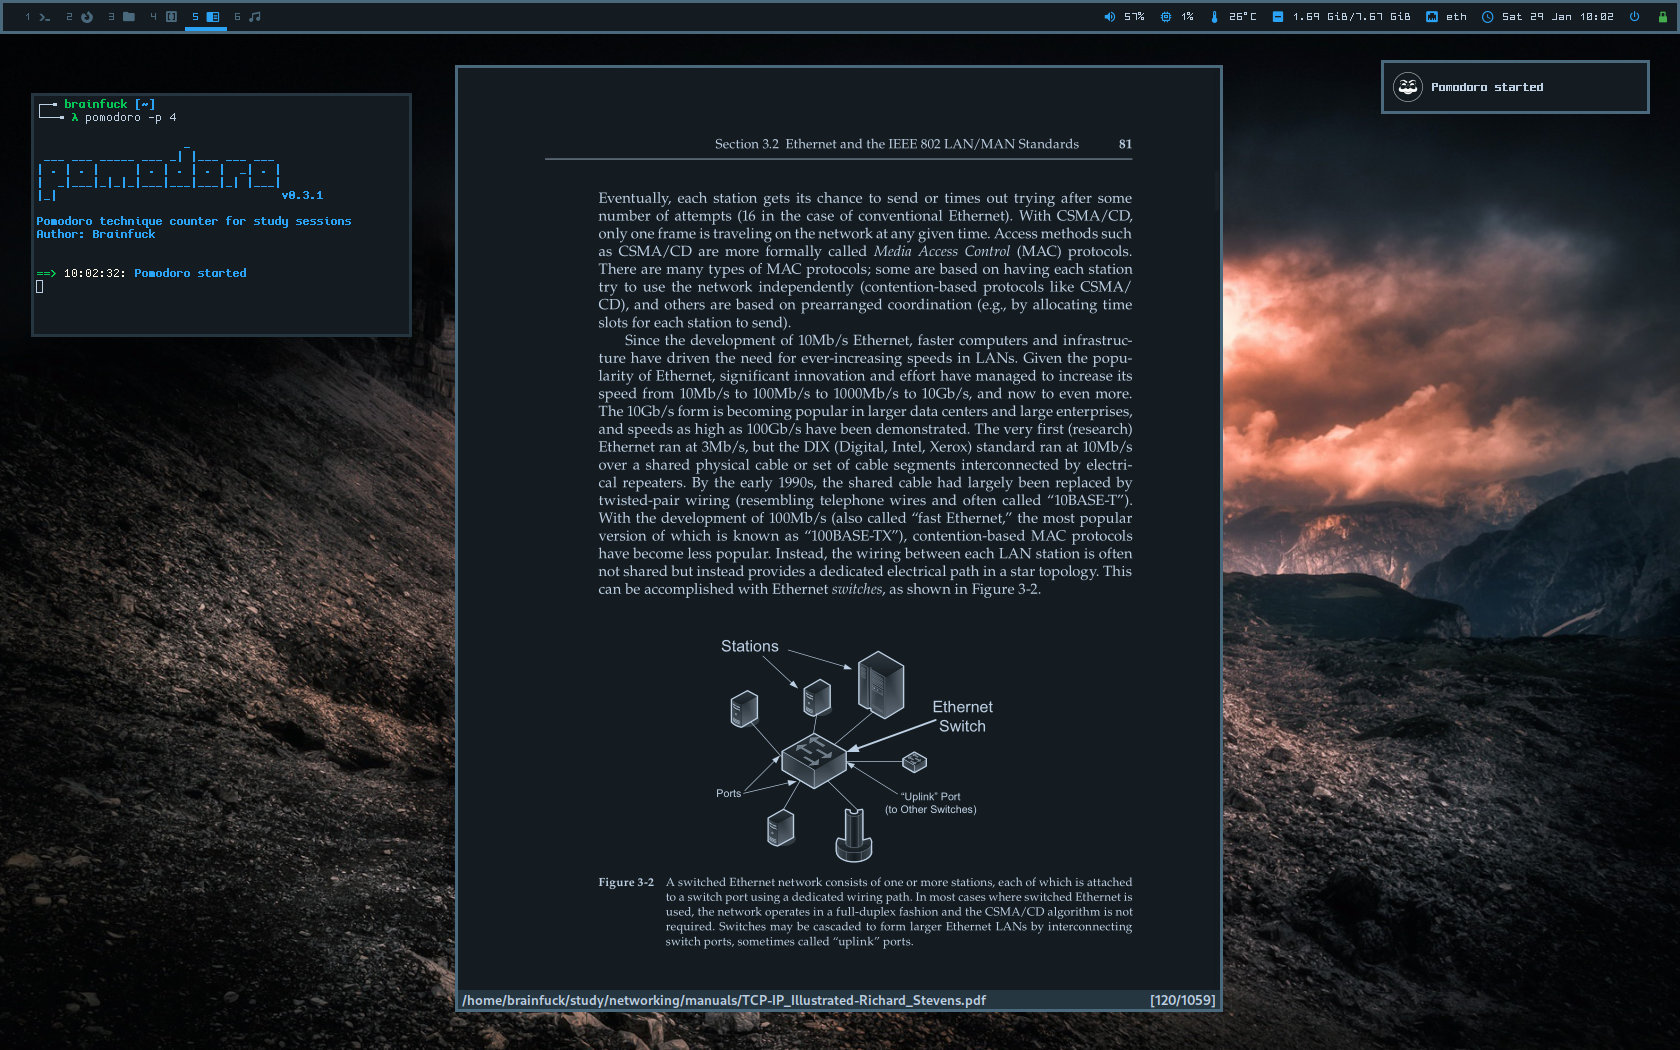 1 2 3 4 5 6 57% 1% 26°C 1.69 GiB/7.67 GiB eth Sat 29 Jan 10:02
Pomodoro started
brainfuck [~]
λ pomodoro -p 4
v0.3.1
Pomodoro technique counter for study sessions
Author: Brainfuck
==> 10:02:32: Pomodoro started
Section 3.2 Ethernet and the IEEE 802 LAN/MAN Standards 81
Eventually, each station gets its chance to send or times out trying after some
number of attempts (16 in the case of conventional Ethernet). With CSMA/CD,
only one frame is traveling on the network at any given time. Access methods such
as CSMA/CD are more formally called Media Access Control (MAC) protocols.
There are many types of MAC protocols; some are based on having each station
try to use the network independently (contention-based protocols like CSMA/
CD), and others are based on prearranged coordination (e.g., by allocating time
slots for each station to send).
Since the development of 10Mb/s Ethernet, faster computers and infrastruc-
ture have driven the need for ever-increasing speeds in LANs. Given the popu-
larity of Ethernet, significant innovation and effort have managed to increase its
speed from 10Mb/s to 100Mb/s to 1000Mb/s to 10Gb/s, and now to even more.
The 10Gb/s form is becoming popular in larger data centers and large enterprises,
and speeds as high as 100Gb/s have been demonstrated. The very first (research)
Ethernet ran at 3Mb/s, but the DIX (Digital, Intel, Xerox) standard ran at 10Mb/s
over a shared physical cable or set of cable segments interconnected by electri-
cal repeaters. By the early 1990s, the shared cable had largely been replaced by
twisted-pair wiring (resembling telephone wires and often called “10BASE-T”).
With the development of 100Mb/s (also called “fast Ethernet,” the most popular
version of which is known as “100BASE-TX”), contention-based MAC protocols
have become less popular. Instead, the wiring between each LAN station is often
not shared but instead provides a dedicated electrical path in a star topology. This
can be accomplished with Ethernet switches, as shown in Figure 3-2.
Stations
Ethernet
Switch
Ports
“Uplink” Port
(to Other Switches)
Figure 3-2 A switched Ethernet network consists of one or more stations, each of which is attached
to a switch port using a dedicated wiring path. In most cases where switched Ethernet is
used, the network operates in a full-duplex fashion and the CSMA/CD algorithm is not
required. Switches may be cascaded to form larger Ethernet LANs by interconnecting
switch ports, sometimes called “uplink” ports.
/home/brainfuck/study/networking/manuals/TCP-IP_Illustrated-Richard_Stevens.pdf [120/1059]